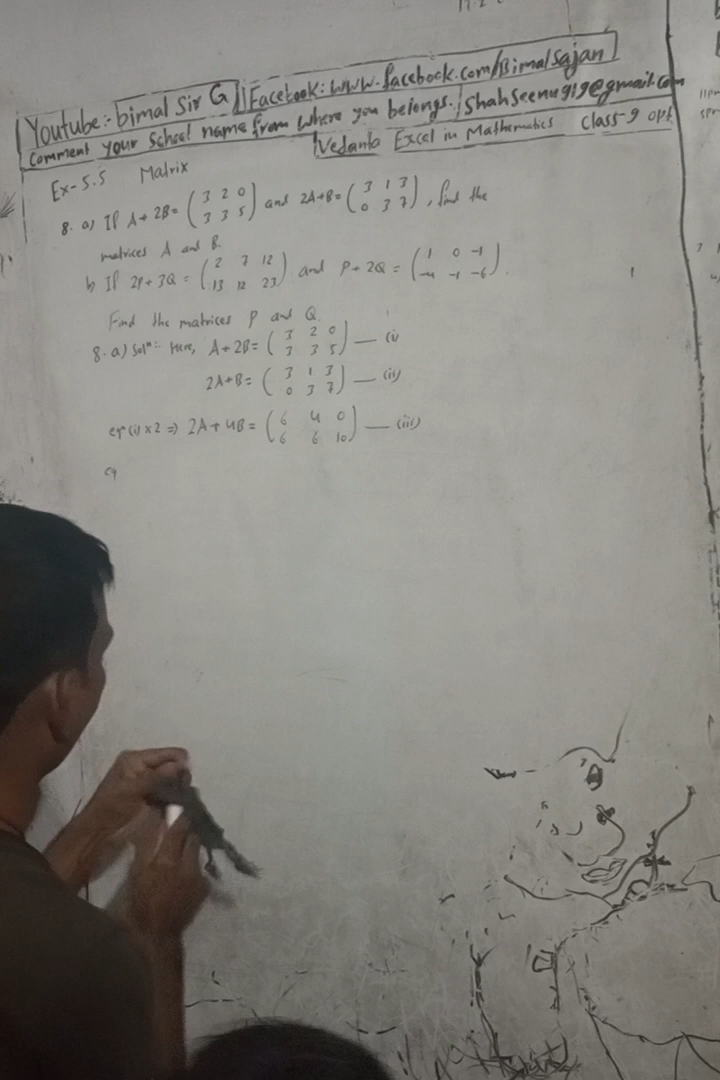 Youtube:- bimal Sir G Facebook: www.facebook.com/Bimalsajan
Comment your School name from where you belongs. shahseenu919@gmail.com
Vedanta Excel in Mathematics class-9 opt
Ex-5.5 Matrix
8. a) If A+2B= (3 2 0
3 3 5) and 2A+B= (3 1 3
0 3 7), find the
matrices A and B.
b) If 2P+3Q = (2 7 12
13 12 23) and P+2Q = (1 0 -1
-4 -1 -6).
Find the matrices P and Q.
8. a) Solⁿ: Here, A+2B= (3 2 0
3 3 5) — (i)
2A+B= (3 1 3
0 3 7) — (ii)
eqⁿ(i)×2 => 2A+4B= (6 4 0
6 6 10) — (iii)
eq